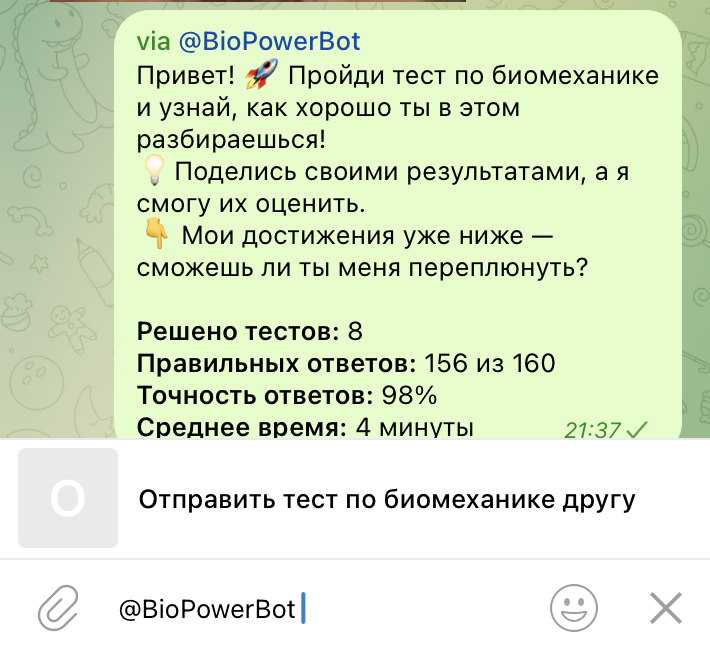 via @BioPowerBot
Привет! 🚀 Пройди тест по биомеханике
и узнай, как хорошо ты в этом
разбираешься!
💡 Поделись своими результатами, а я
смогу их оценить.
👇 Мои достижения уже ниже —
сможешь ли ты меня переплюнуть?
Решено тестов: 8
Правильных ответов: 156 из 160
Точность ответов: 98%
Среднее время: 4 минуты
21:37
О
Отправить тест по биомеханике другу
@BioPowerBot